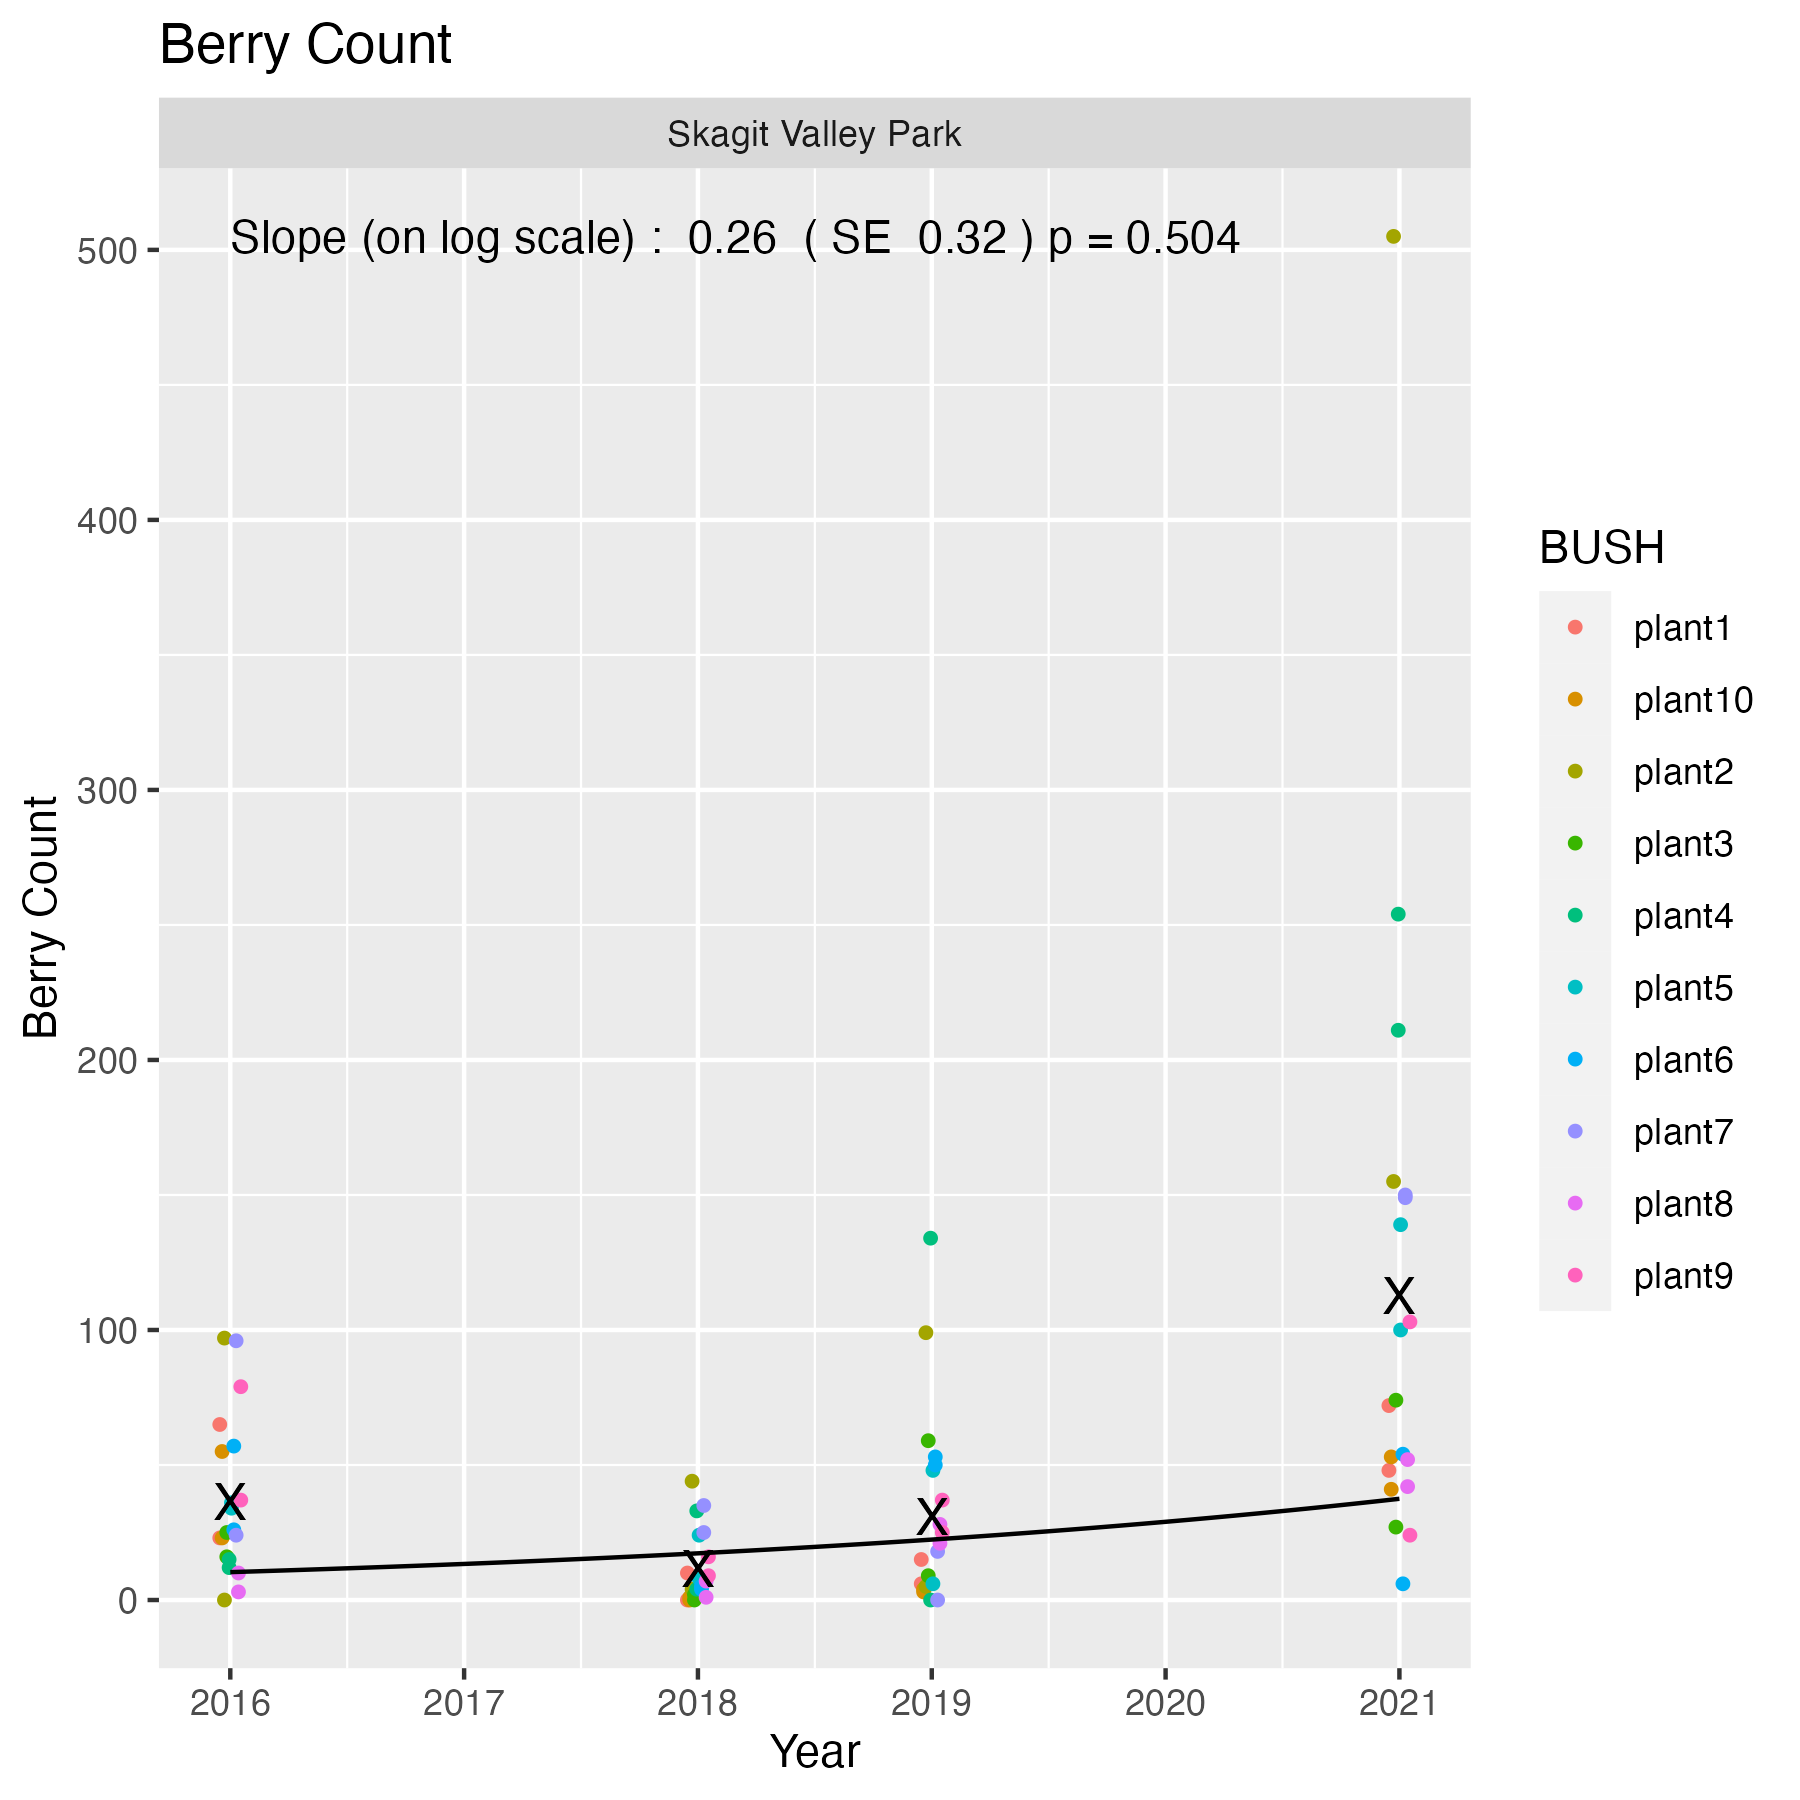 Berry Count
Skagit Valley Park
Slope (on log scale) : 0.26 ( SE 0.32 ) p = 0.504
500
400
300
200
100
0
Berry Count
X
X
X
X
2016 2017 2018 2019 2020 2021
Year
BUSH
plant1
plant10
plant2
plant3
plant4
plant5
plant6
plant7
plant8
plant9